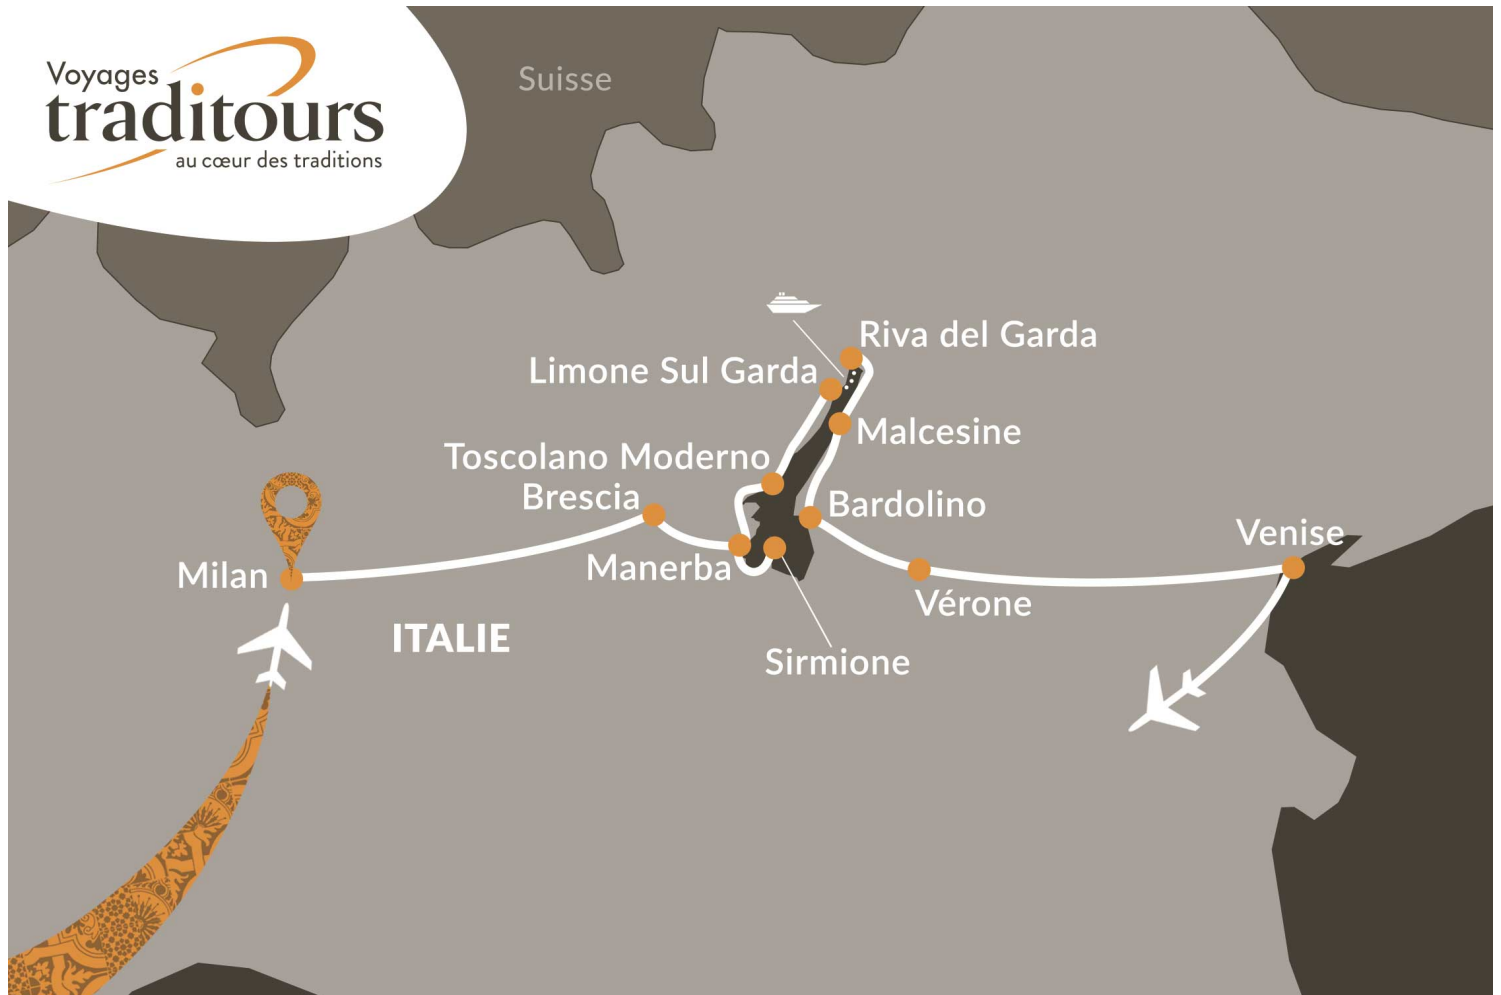 Voyages
traditours
au cœur des traditions
Suisse
Riva del Garda
Limone Sul Garda
Malcesine
Toscolano Moderno
Brescia
Bardolino
Venise
Manerba
Milan
Vérone
ITALIE
Sirmione